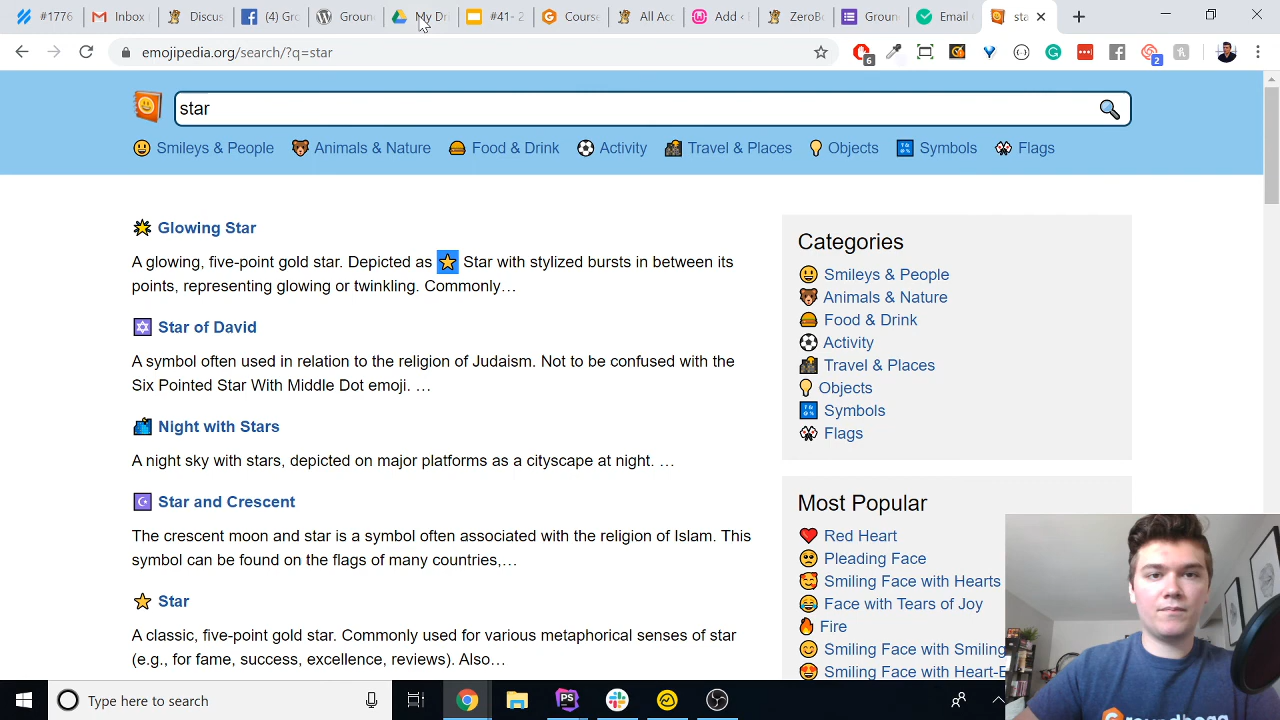 #1776
Inbox
Discus
(4) Gro
Groun
My Dri
#41- 2
Course
All Acc
Add ‹
ZeroB
Groun
Email
sta
emojipedia.org/search/?q=star
6
2
star
Smileys & People
Animals & Nature
Food & Drink
Activity
Travel & Places
Objects
Symbols
Flags
Glowing Star
A glowing, five-point gold star. Depicted as ⭐ Star with stylized bursts in between its
points, representing glowing or twinkling. Commonly…
Star of David
A symbol often used in relation to the religion of Judaism. Not to be confused with the
Six Pointed Star With Middle Dot emoji. …
Night with Stars
A night sky with stars, depicted on major platforms as a cityscape at night. …
Star and Crescent
The crescent moon and star is a symbol often associated with the religion of Islam. This
symbol can be found on the flags of many countries,…
Star
A classic, five-point gold star. Commonly used for various metaphorical senses of star
(e.g., for fame, success, excellence, reviews). Also…
Categories
Smileys & People
Animals & Nature
Food & Drink
Activity
Travel & Places
Objects
Symbols
Flags
Most Popular
Red Heart
Pleading Face
Smiling Face with Hearts
Face with Tears of Joy
Fire
Smiling Face with Smiling
Smiling Face with Heart-E
Type here to search
PS